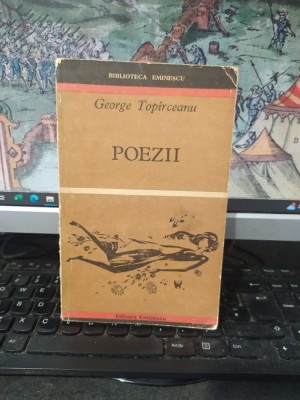 BIBLIOTECA EMINESCU
George Topîrceanu
POEZII
Editura Eminescu